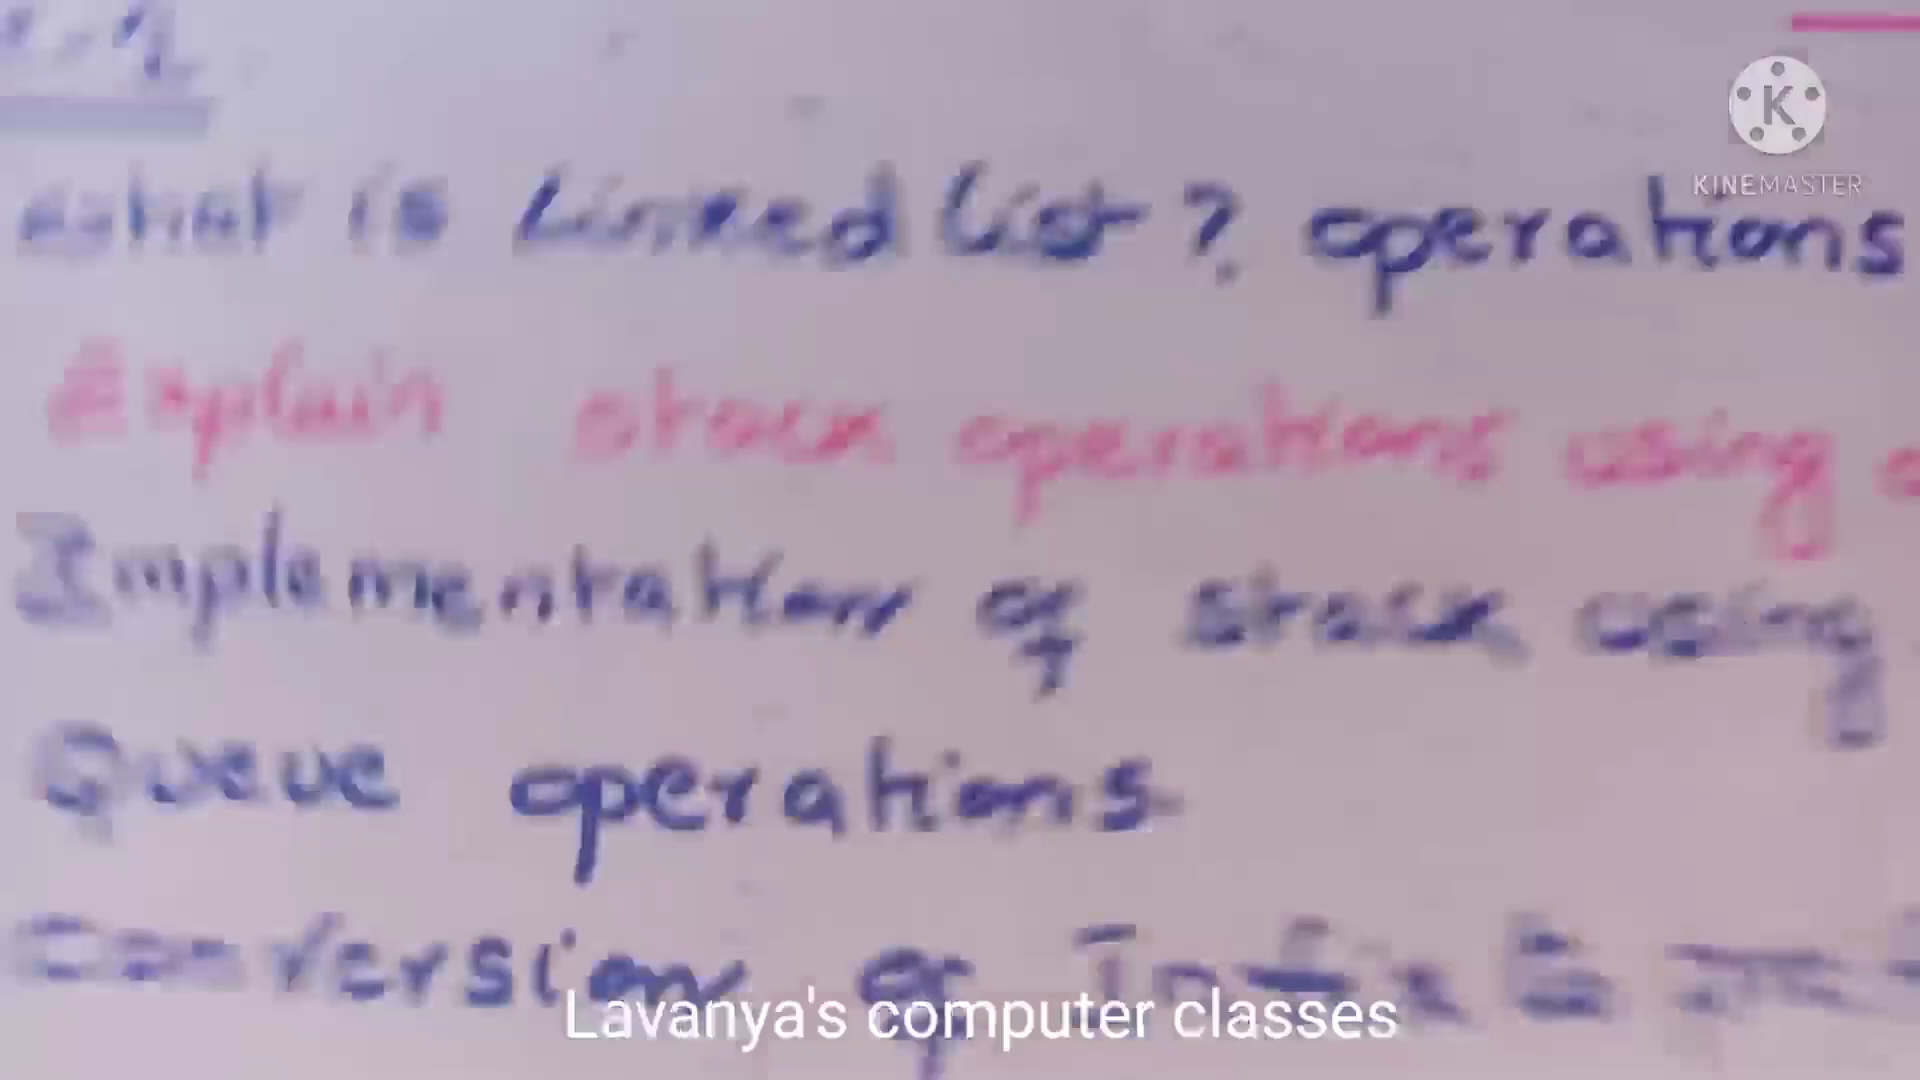 KINEMASTER
What is Linked List? operations
Explain stack operations using
Implementation of stack using
Queue operations
Conversion of Infix
Lavanya's computer classes